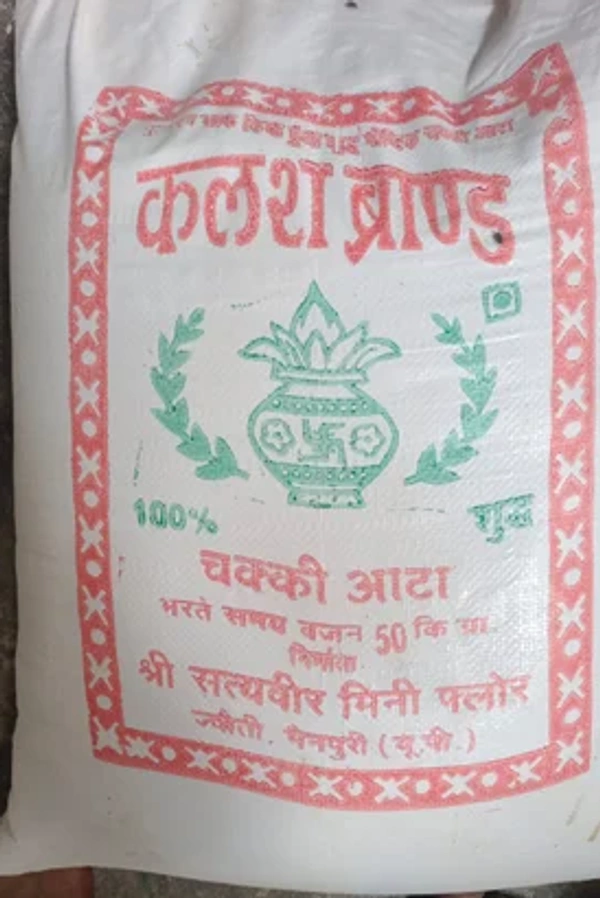 कलश ब्राण्ड
100% शुद्ध
चक्की आटा
भरते समय वजन 50 कि ग्रा.
निर्माता
श्री सत्यवीर मिनी फ्लोर
मैनपुरी (यू.पी.)